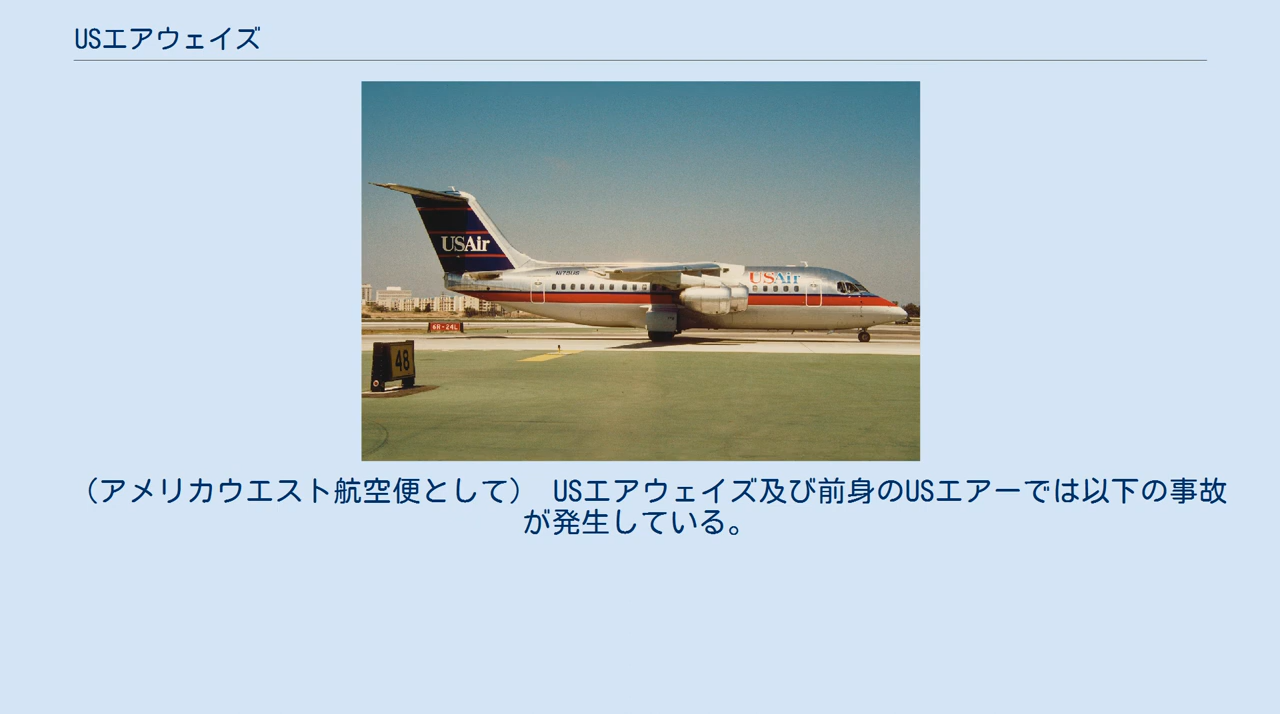 USエアウェイズ
USAir
N178US
USAir
6R-24L
48
（アメリカウエスト航空便として） USエアウェイズ及び前身のUSエアーでは以下の事故
が発生している。